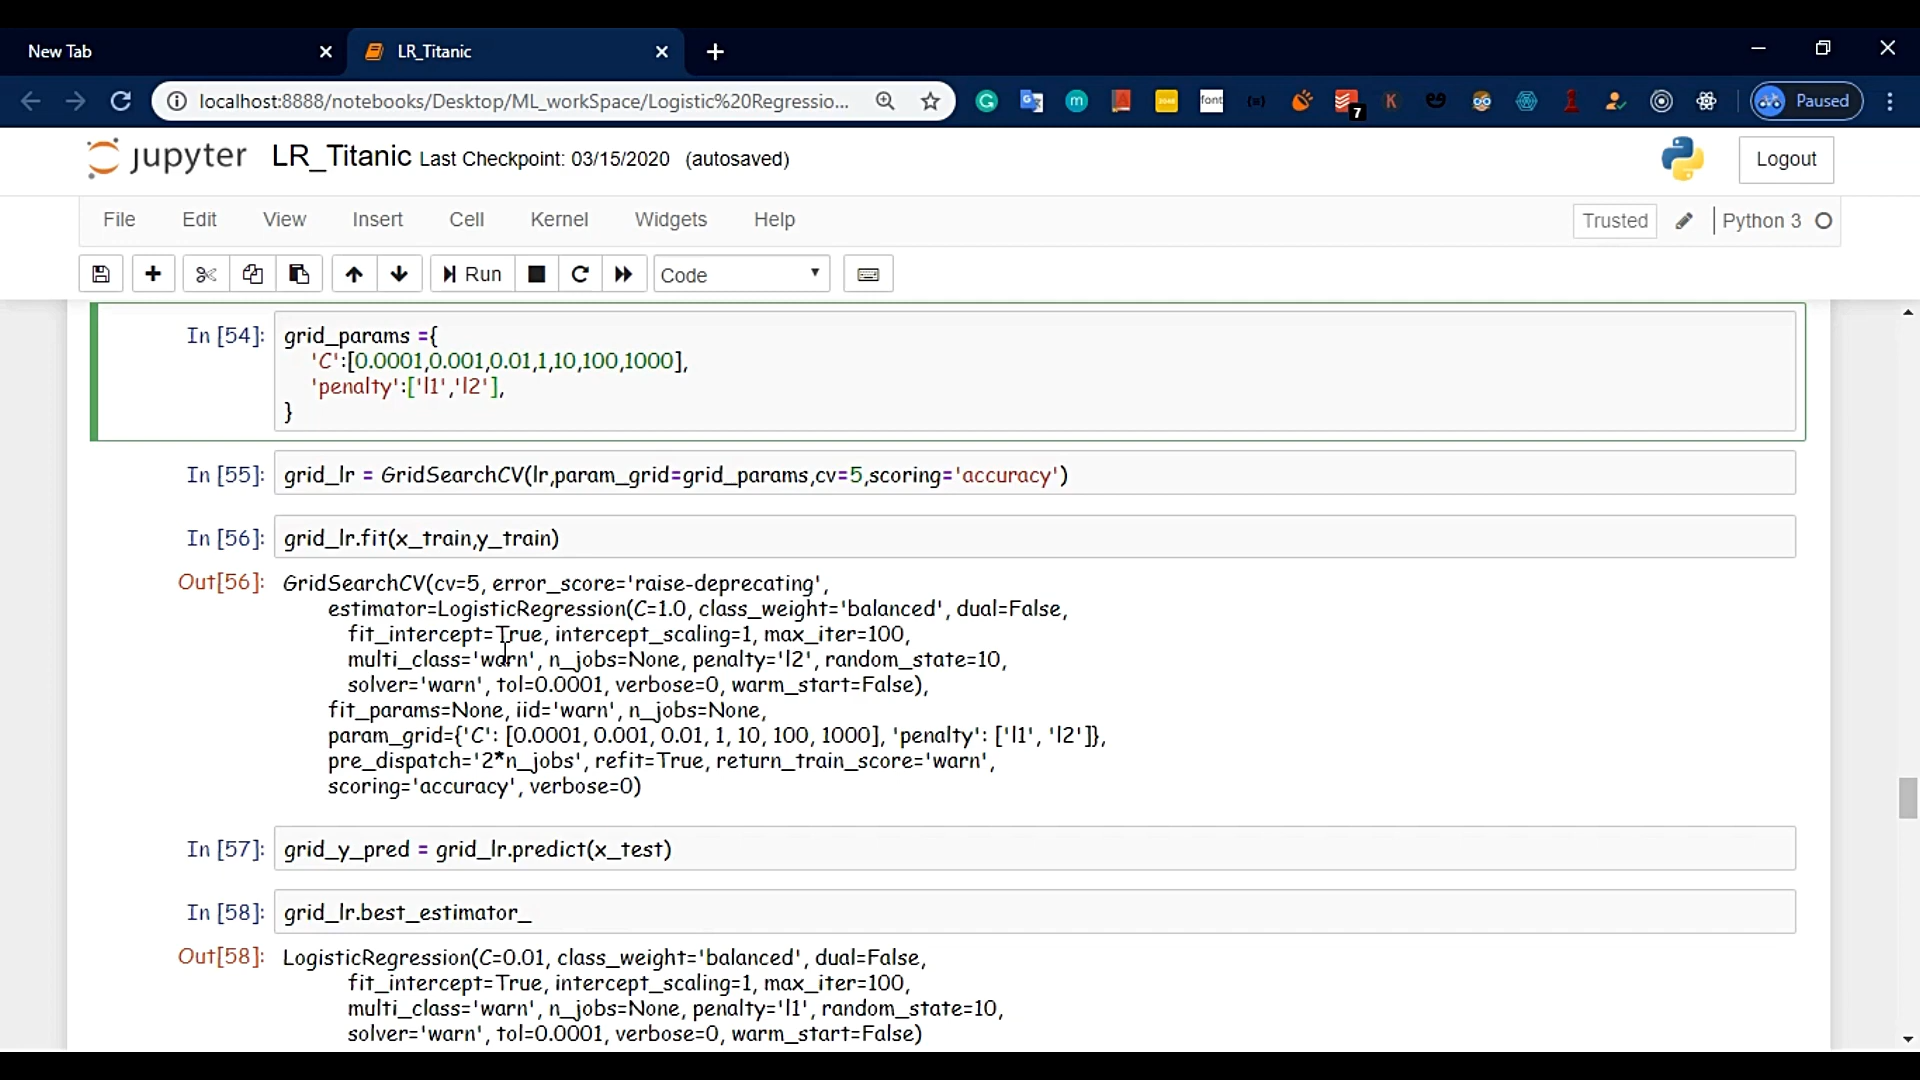 New Tab
LR_Titanic
localhost:8888/notebooks/Desktop/ML_workSpace/Logistic%20Regressio...
font
7
K
Paused
jupyter LR_Titanic Last Checkpoint: 03/15/2020 (autosaved)
Logout
File Edit View Insert Cell Kernel Widgets Help
Trusted
Python 3
Run
Code
In [54]: grid_params ={
'C':[0.0001,0.001,0.01,1,10,100,1000],
'penalty':['l1','l2'],
}
In [55]: grid_lr = GridSearchCV(lr,param_grid=grid_params,cv=5,scoring='accuracy')
In [56]: grid_lr.fit(x_train,y_train)
Out[56]: GridSearchCV(cv=5, error_score='raise-deprecating',
estimator=LogisticRegression(C=1.0, class_weight='balanced', dual=False,
fit_intercept=True, intercept_scaling=1, max_iter=100,
multi_class='warn', n_jobs=None, penalty='l2', random_state=10,
solver='warn', tol=0.0001, verbose=0, warm_start=False),
fit_params=None, iid='warn', n_jobs=None,
param_grid={'C': [0.0001, 0.001, 0.01, 1, 10, 100, 1000], 'penalty': ['l1', 'l2']},
pre_dispatch='2*n_jobs', refit=True, return_train_score='warn',
scoring='accuracy', verbose=0)
In [57]: grid_y_pred = grid_lr.predict(x_test)
In [58]: grid_lr.best_estimator_
Out[58]: LogisticRegression(C=0.01, class_weight='balanced', dual=False,
fit_intercept=True, intercept_scaling=1, max_iter=100,
multi_class='warn', n_jobs=None, penalty='l1', random_state=10,
solver='warn', tol=0.0001, verbose=0, warm_start=False)